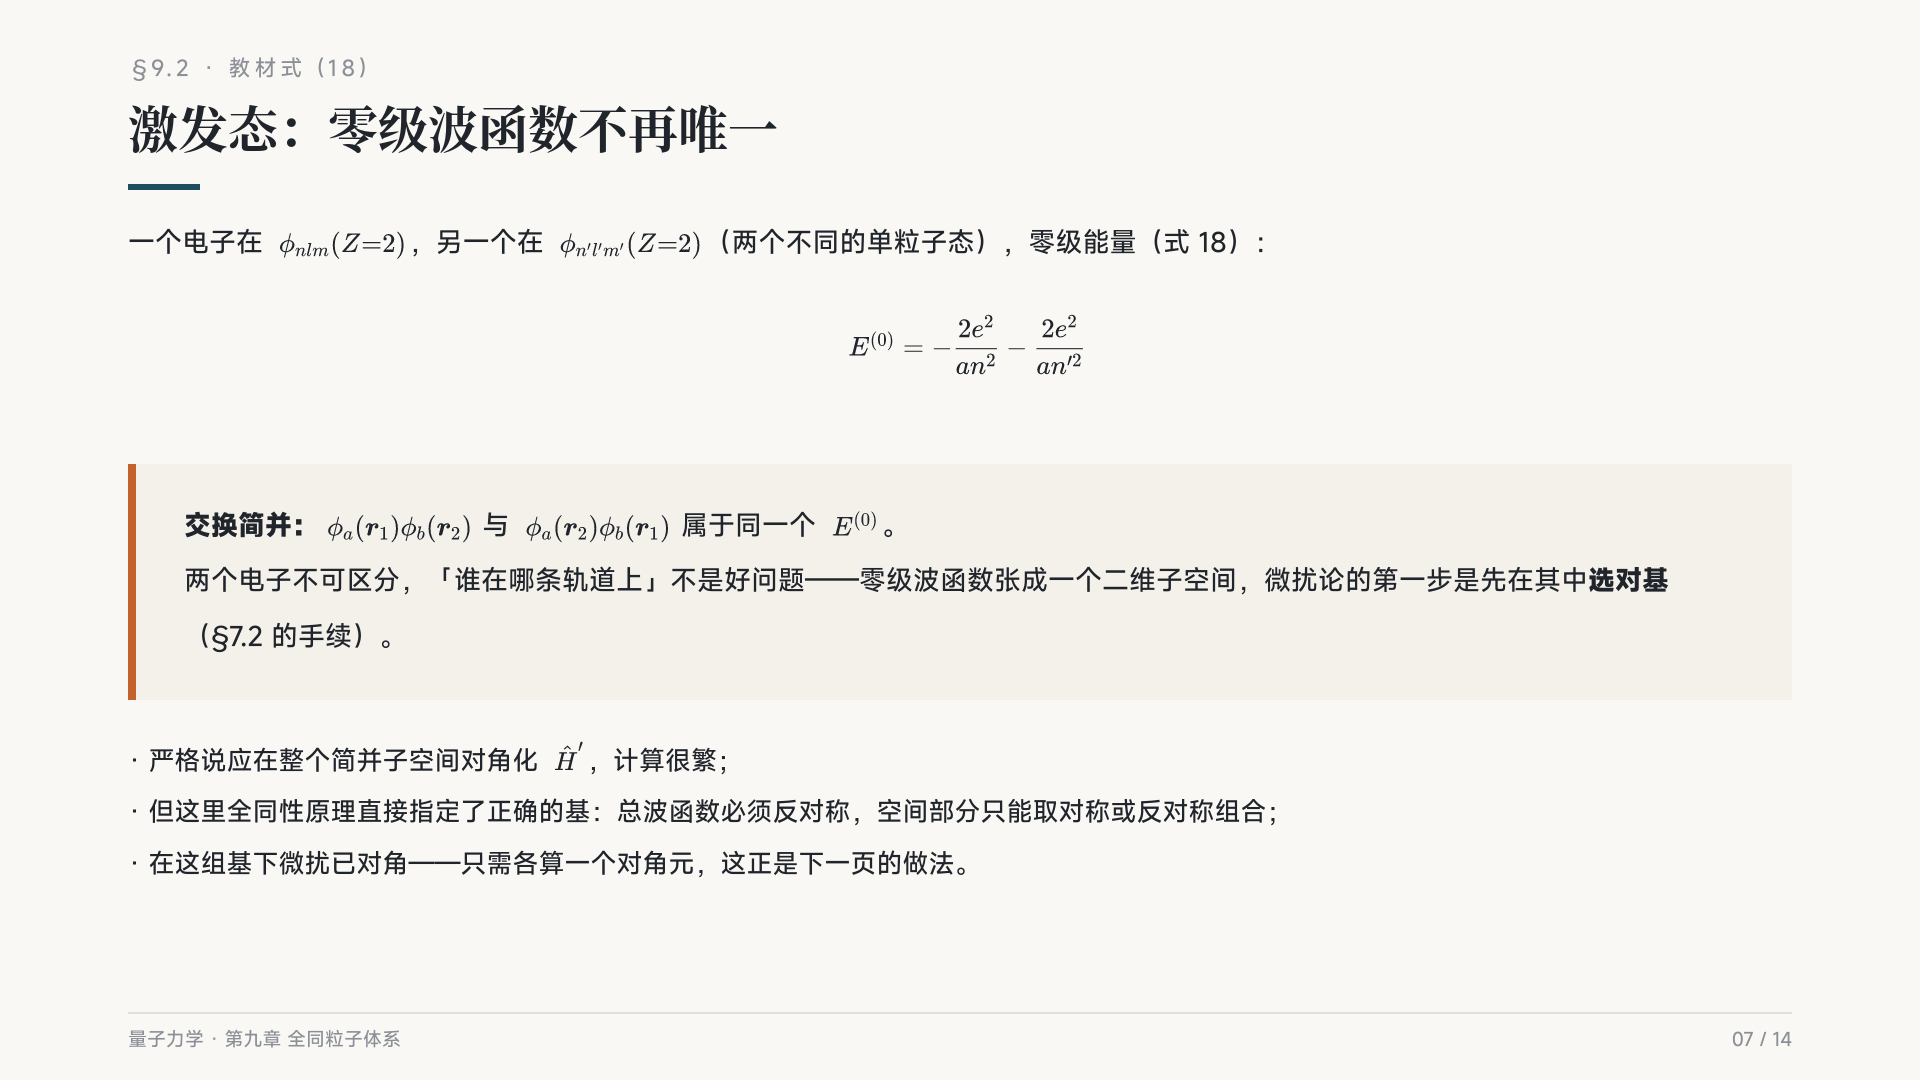 §9.2 · 教材式（18）
激发态：零级波函数不再唯一
一个电子在 ϕₙₗₘ(Z=2)，另一个在 ϕ_{n′l′m′}(Z=2)（两个不同的单粒子态），零级能量（式 18）：
E^{(0)} = −\frac{2e^2}{an^2} − \frac{2e^2}{an′^2}
交换简并： ϕ_a(r₁)ϕ_b(r₂) 与 ϕ_a(r₂)ϕ_b(r₁) 属于同一个 E^{(0)}。
两个电子不可区分，「谁在哪条轨道上」不是好问题——零级波函数张成一个二维子空间，微扰论的第一步是先在其中选对基
（§7.2 的手续）。
· 严格说应在整个简并子空间对角化 Ĥ′，计算很繁；
· 但这里全同性原理直接指定了正确的基：总波函数必须反对称，空间部分只能取对称或反对称组合；
· 在这组基下微扰已对角——只需各算一个对角元，这正是下一页的做法。
量子力学 · 第九章 全同粒子体系
07 / 14